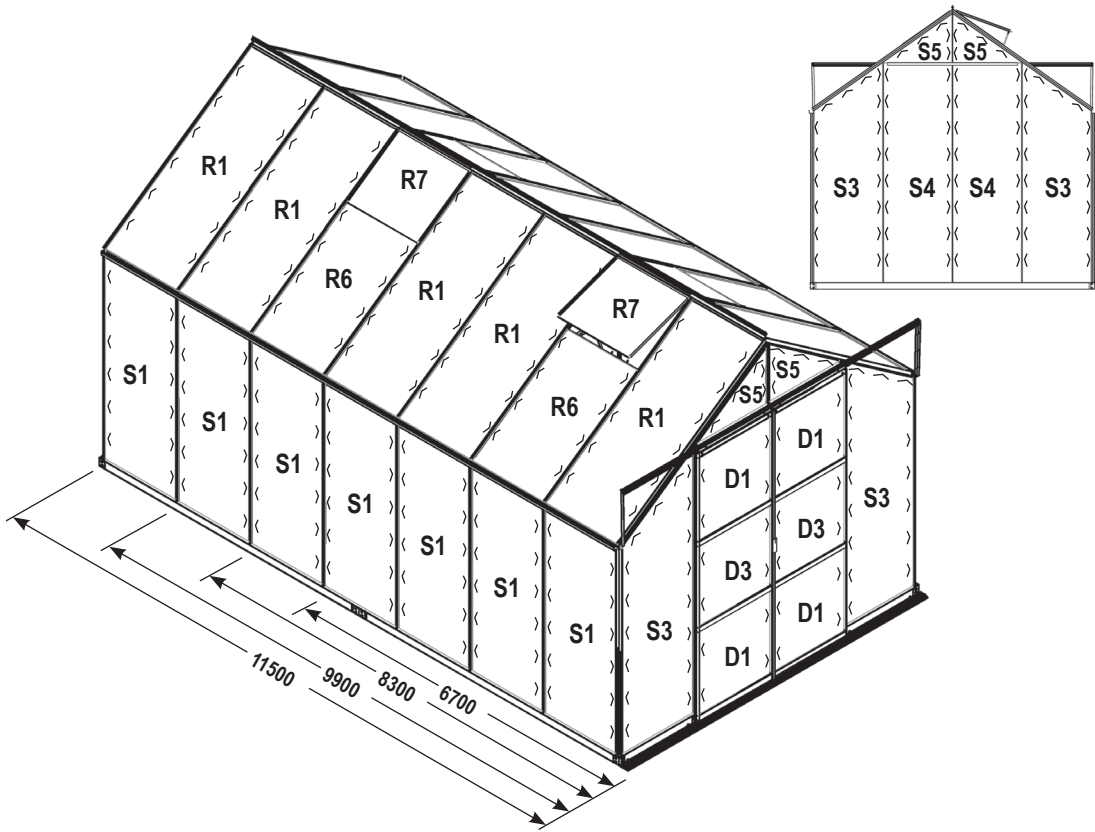 S5 S5
S3 S4 S4 S3
R1
R1
R7
R6
R1
R1
R7
R6
R1
S5
S5
S1
S1
S1
S1
S1
S1
S1
S3
D1
D1
D3
D3
D1
D1
S3
11500
9900
8300
6700